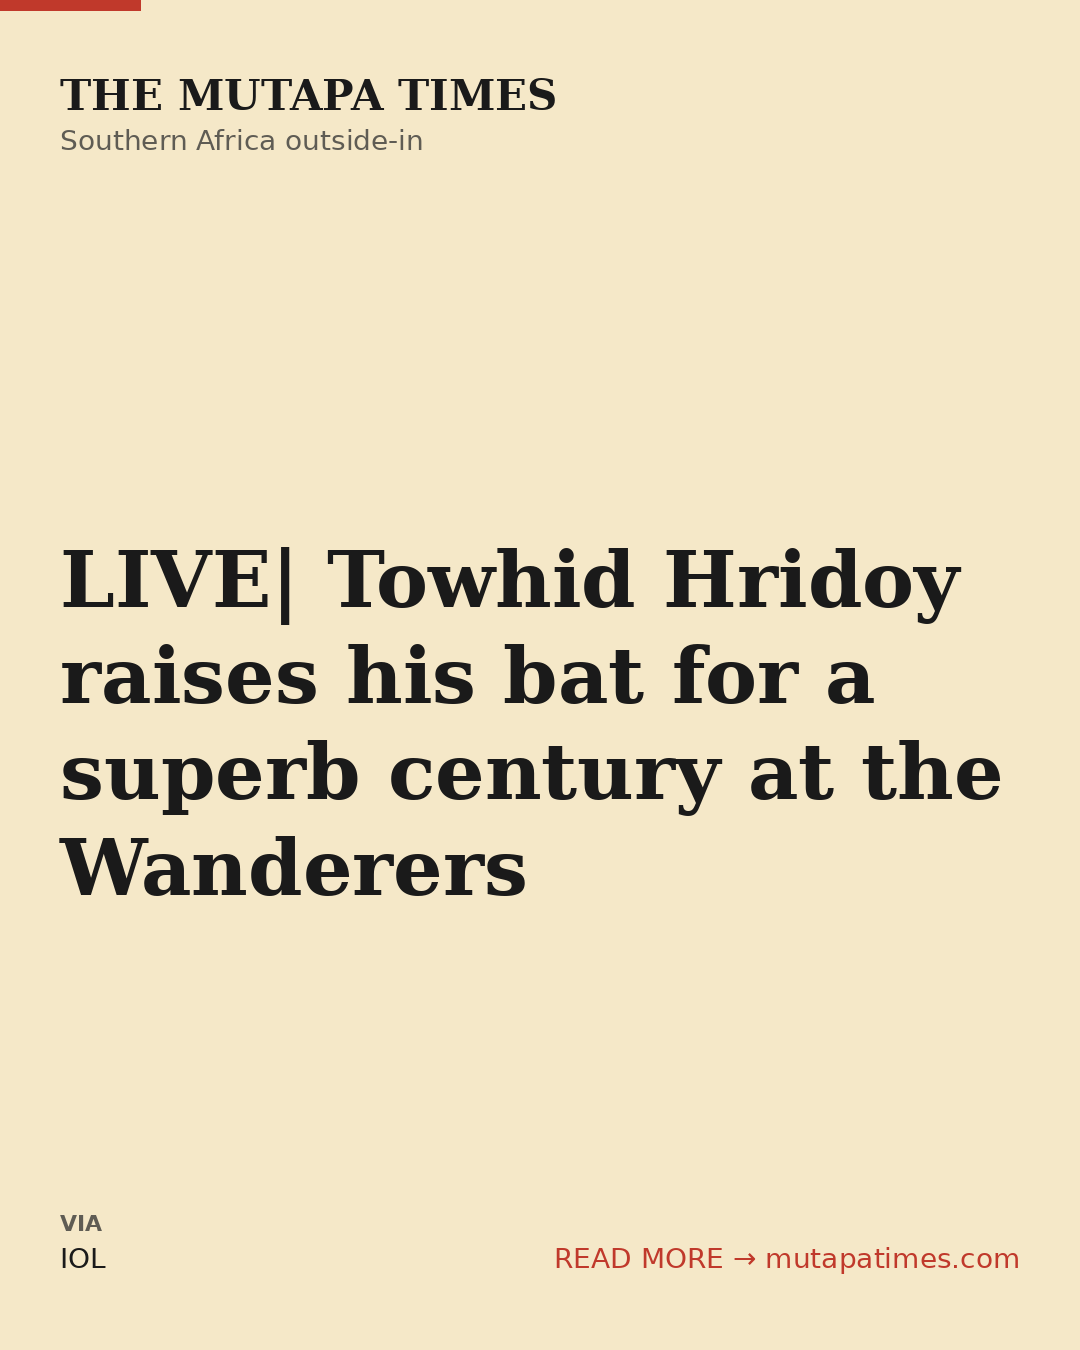 THE MUTAPA TIMES
Southern Africa outside-in
LIVE| Towhid Hridoy
raises his bat for a
superb century at the
Wanderers
VIA
IOL
READ MORE → mutapatimes.com